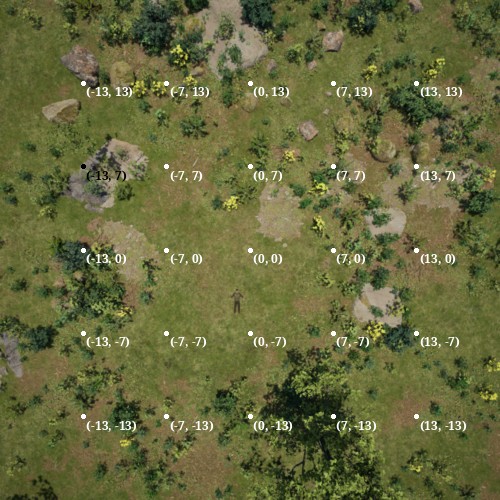 (-13, 13) (-7, 13) (0, 13) (7, 13) (13, 13)
(-13, 7) (-7, 7) (0, 7) (7, 7) (13, 7)
(-13, 0) (-7, 0) (0, 0) (7, 0) (13, 0)
(-13, -7) (-7, -7) (0, -7) (7, -7) (13, -7)
(-13, -13) (-7, -13) (0, -13) (7, -13) (13, -13)